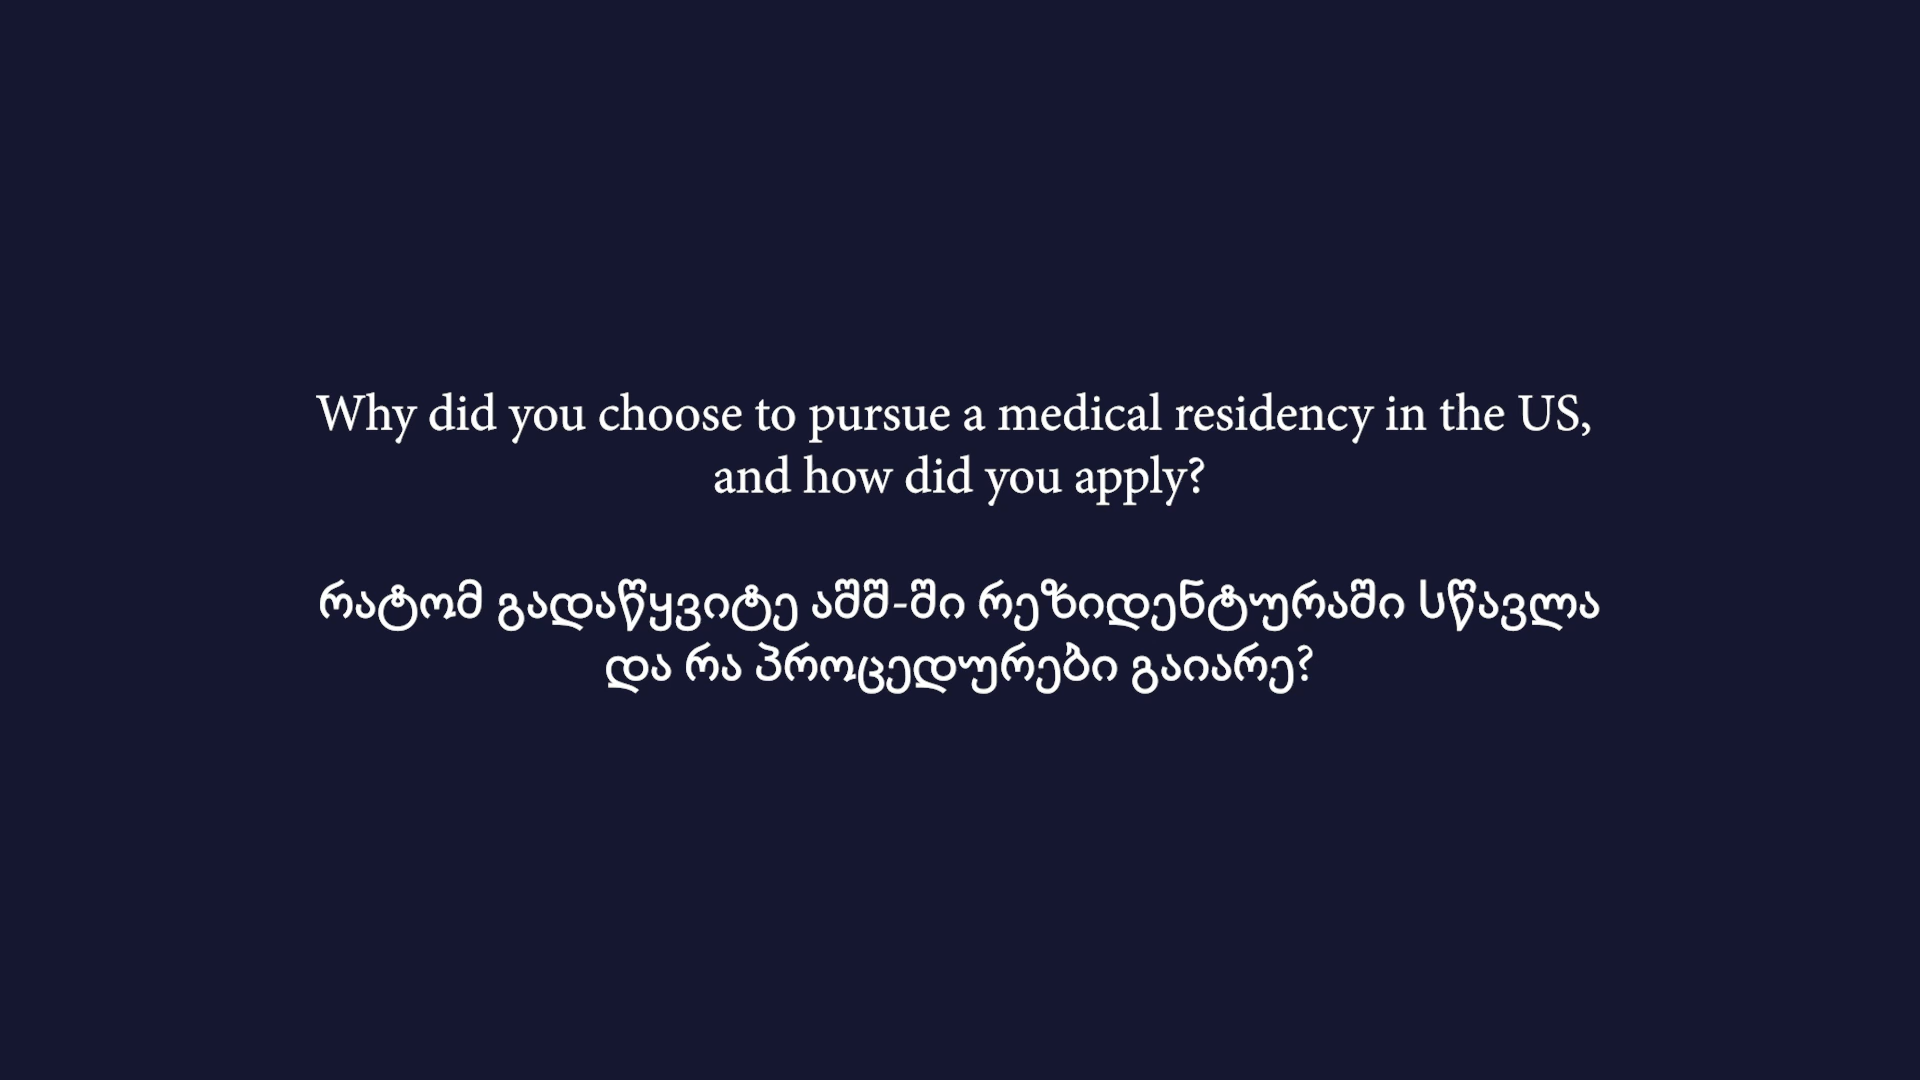 Why did you choose to pursue a medical residency in the US,
and how did you apply?
რატომ გადაწყვიტე აშშ-ში რეზიდენტურაში სწავლა
და რა პროცედურები გაიარე?